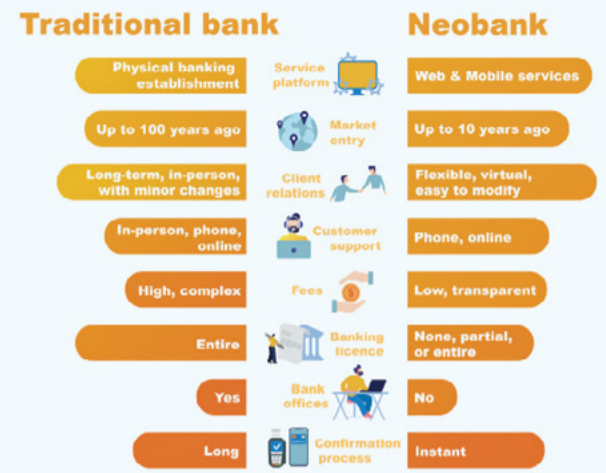 Traditional bank
Neobank
Physical banking
establishment
Service
platform
Web & Mobile services
Up to 100 years ago
Market
entry
Up to 10 years ago
Long-term, in-person,
with minor changes
Client
relations
Flexible, virtual,
easy to modify
In-person, phone,
online
Customer
support
Phone, online
High, complex
Fees
Low, transparent
Entire
Banking
licence
None, partial,
or entire
Yes
Bank
offices
No
Long
Confirmation
process
Instant